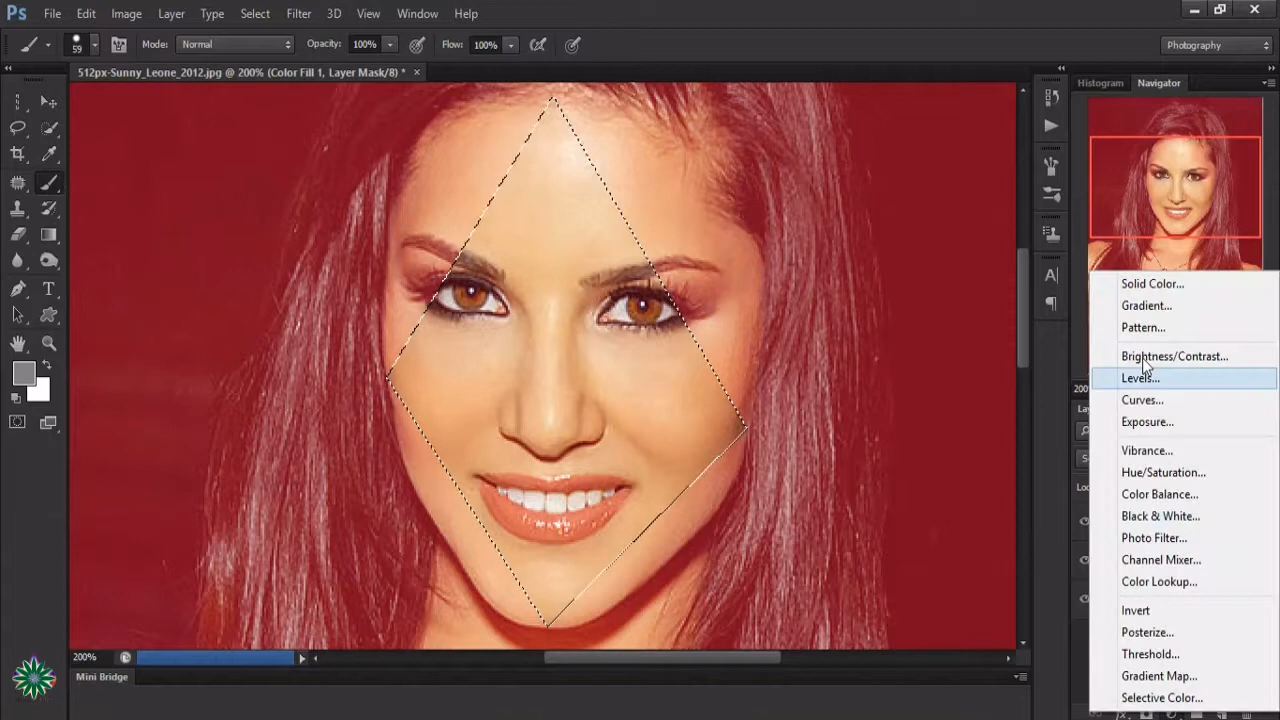 Ps File Edit Image Layer Type Select Filter 3D View Window Help
59 Mode: Normal Opacity: 100% Flow: 100% Photography
512px-Sunny_Leone_2012.jpg @ 200% (Color Fill 1, Layer Mask/8) * ×
Histogram Navigator
Solid Color...
Gradient...
Pattern...
Brightness/Contrast...
Levels...
Curves...
Exposure...
Vibrance...
Hue/Saturation...
Color Balance...
Black & White...
Photo Filter...
Channel Mixer...
Color Lookup...
Invert
Posterize...
Threshold...
Gradient Map...
Selective Color...
200%
Mini Bridge